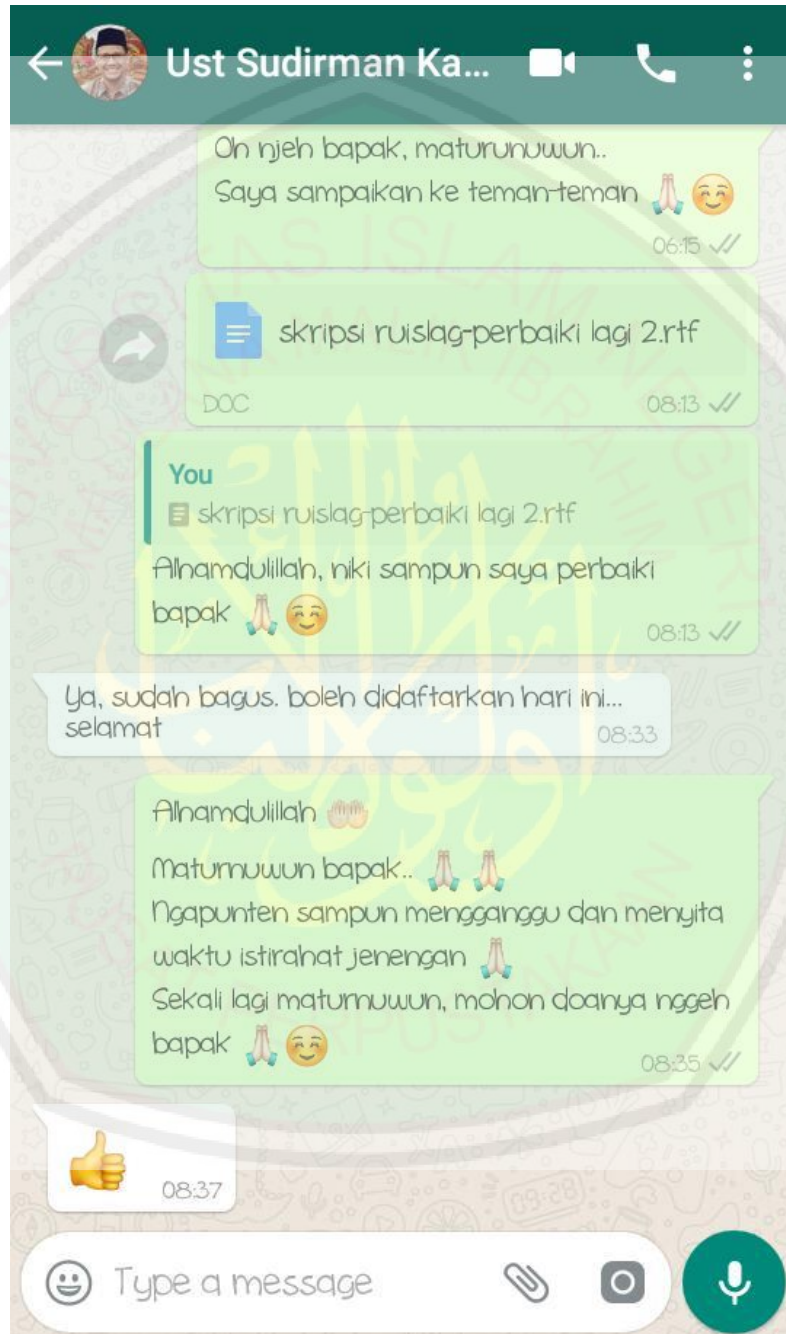 Ust Sudirman Ka...
Oh njeh bapak, maturunuwun..
Saya sampaikan ke teman-teman 🙏🏻 ☺️
06:15
skripsi ruislag-perbaiki lagi 2.rtf
DOC 08:13
You
skripsi ruislag-perbaiki lagi 2.rtf
Alhamdulillah, niki sampun saya perbaiki
bapak 🙏🏻 ☺️
08:13
Ya, sudah bagus. boleh didaftarkan hari ini...
selamat
08:33
Alhamdulillah 🤲🏻
Maturnuwun bapak.. 🙏🏻 🙏🏻
Ngapunten sampun mengganggu dan menyita
waktu istirahat jenengan 🙏🏻
Sekali lagi maturnuwun, mohon doanya nggeh
bapak 🙏🏻 ☺️
08:35
👍
08:37
Type a message